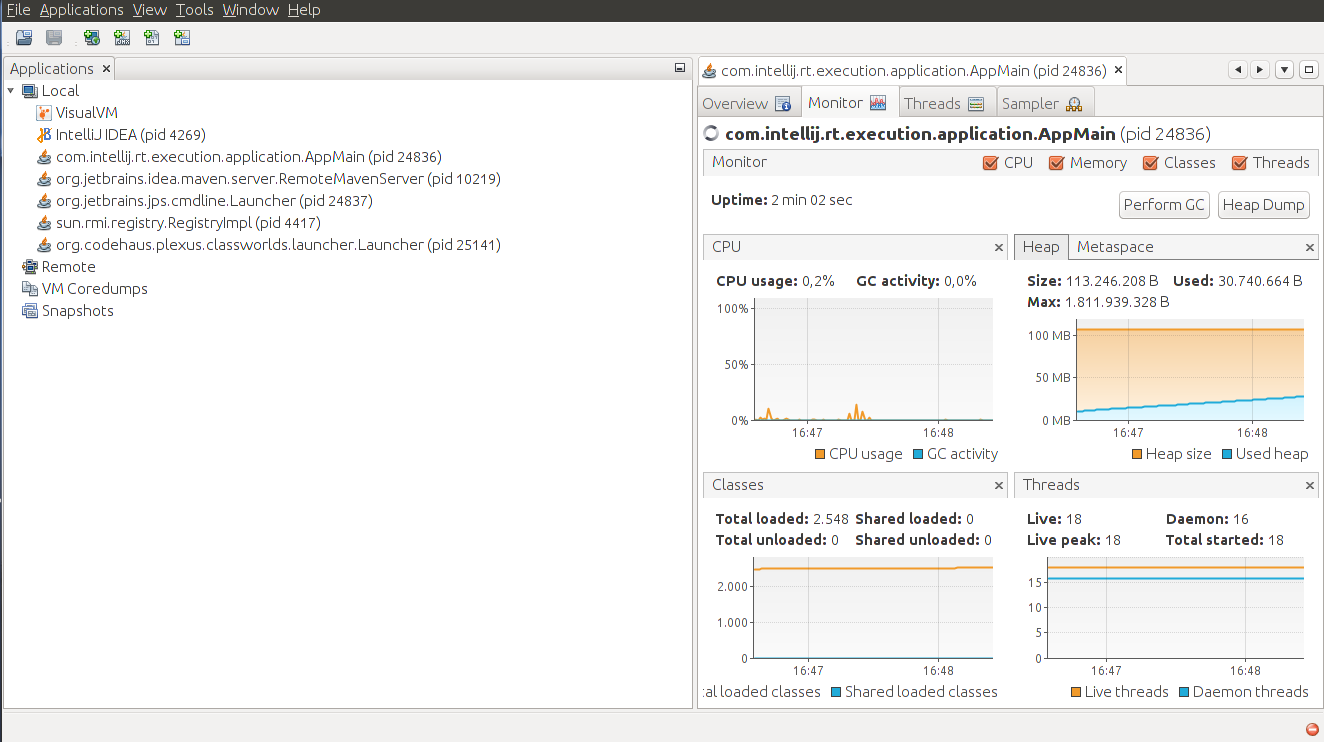 File Applications View Tools Window Help
Applications
Local
VisualVM
IntelliJ IDEA (pid 4269)
com.intellij.rt.execution.application.AppMain (pid 24836)
org.jetbrains.idea.maven.server.RemoteMavenServer (pid 10219)
org.jetbrains.jps.cmdline.Launcher (pid 24837)
sun.rmi.registry.RegistryImpl (pid 4417)
org.codehaus.plexus.classworlds.launcher.Launcher (pid 25141)
Remote
VM Coredumps
Snapshots
com.intellij.rt.execution.application.AppMain (pid 24836)
Overview Monitor Threads Sampler
com.intellij.rt.execution.application.AppMain (pid 24836)
Monitor CPU Memory Classes Threads
Uptime: 2 min 02 sec
Perform GC Heap Dump
CPU
CPU usage: 0,2% GC activity: 0,0%
100%
50%
0%
16:47 16:48
CPU usage GC activity
Heap Metaspace
Size: 113.246.208 B Used: 30.740.664 B
Max: 1.811.939.328 B
100 MB
50 MB
0 MB
16:47 16:48
Heap size Used heap
Classes
Total loaded: 2.548 Shared loaded: 0
Total unloaded: 0 Shared unloaded: 0
2.000
1.000
0
16:47 16:48
al loaded classes Shared loaded classes
Threads
Live: 18 Daemon: 16
Live peak: 18 Total started: 18
15
10
5
0
16:47 16:48
Live threads Daemon threads